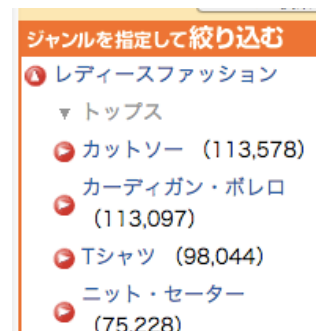 ジャンルを指定して絞り込む
レディースファッション
トップス
カットソー (113,578)
カーディガン・ボレロ
(113,097)
Tシャツ (98,044)
ニット・セーター
(75,228)